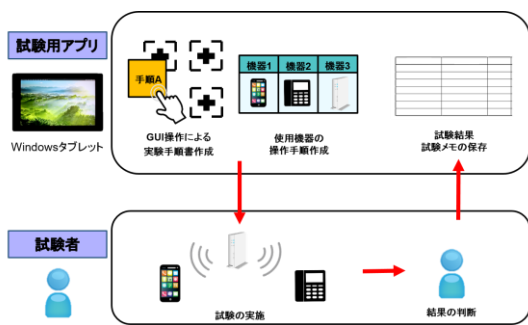 試験用アプリ
Windowsタブレット
手順A
GUI操作による
実験手順書作成
機器1 機器2 機器3
使用機器の
操作手順作成
試験結果
試験メモの保存
試験者
試験の実施
結果の判断